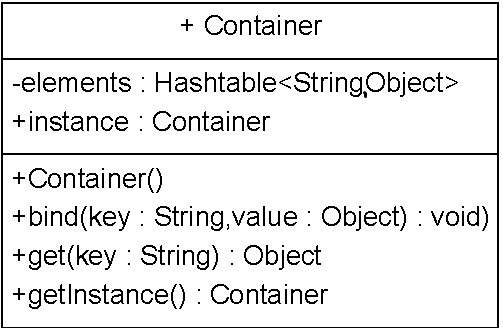 + Container
-elements : Hashtable<String,Object>
+instance : Container
+Container()
+bind(key : String,value : Object) : void)
+get(key : String) : Object
+getInstance() : Container